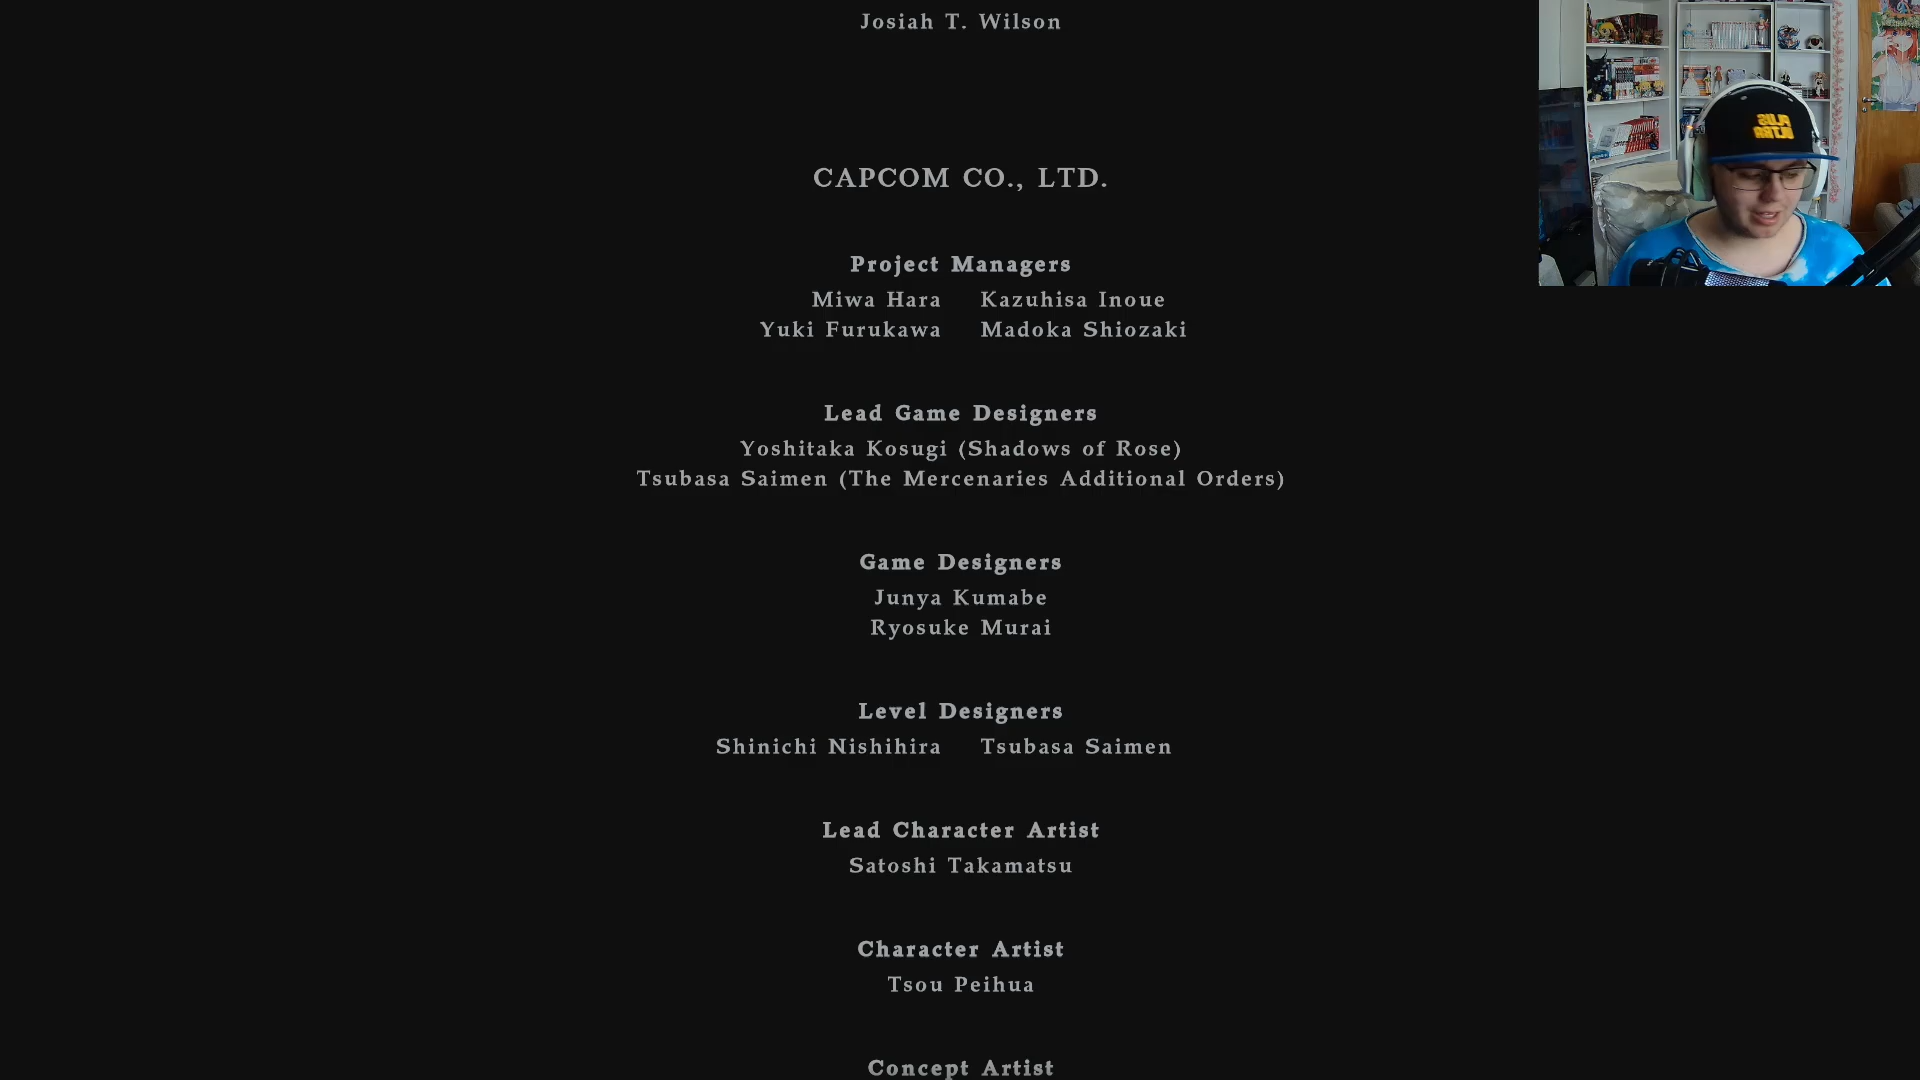 Josiah T. Wilson
CAPCOM CO., LTD.
Project Managers
Miwa Hara Kazuhisa Inoue
Yuki Furukawa Madoka Shiozaki
Lead Game Designers
Yoshitaka Kosugi (Shadows of Rose)
Tsubasa Saimen (The Mercenaries Additional Orders)
Game Designers
Junya Kumabe
Ryosuke Murai
Level Designers
Shinichi Nishihira Tsubasa Saimen
Lead Character Artist
Satoshi Takamatsu
Character Artist
Tsou Peihua
Concept Artist
PLUS
ULTRA